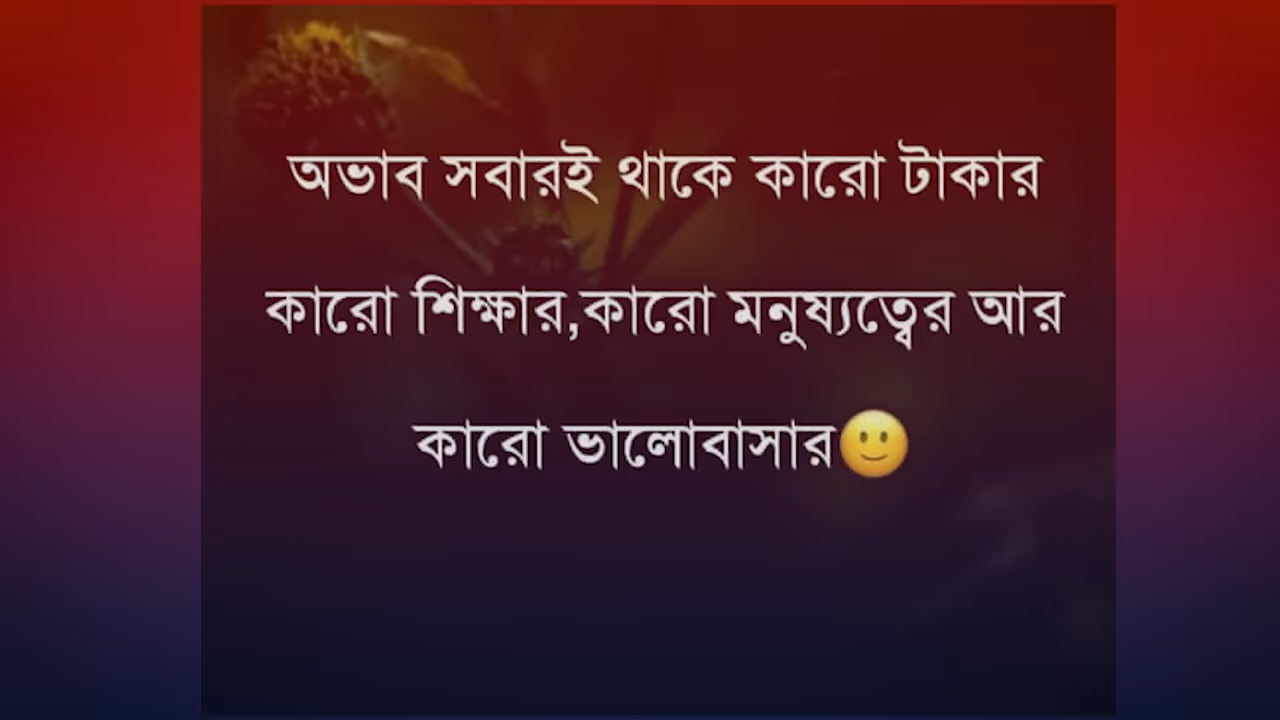 অভাব সবারই থাকে কারো টাকার
কারো শিক্ষার,কারো মনুষ্যত্বের আর
কারো ভালোবাসার🙂